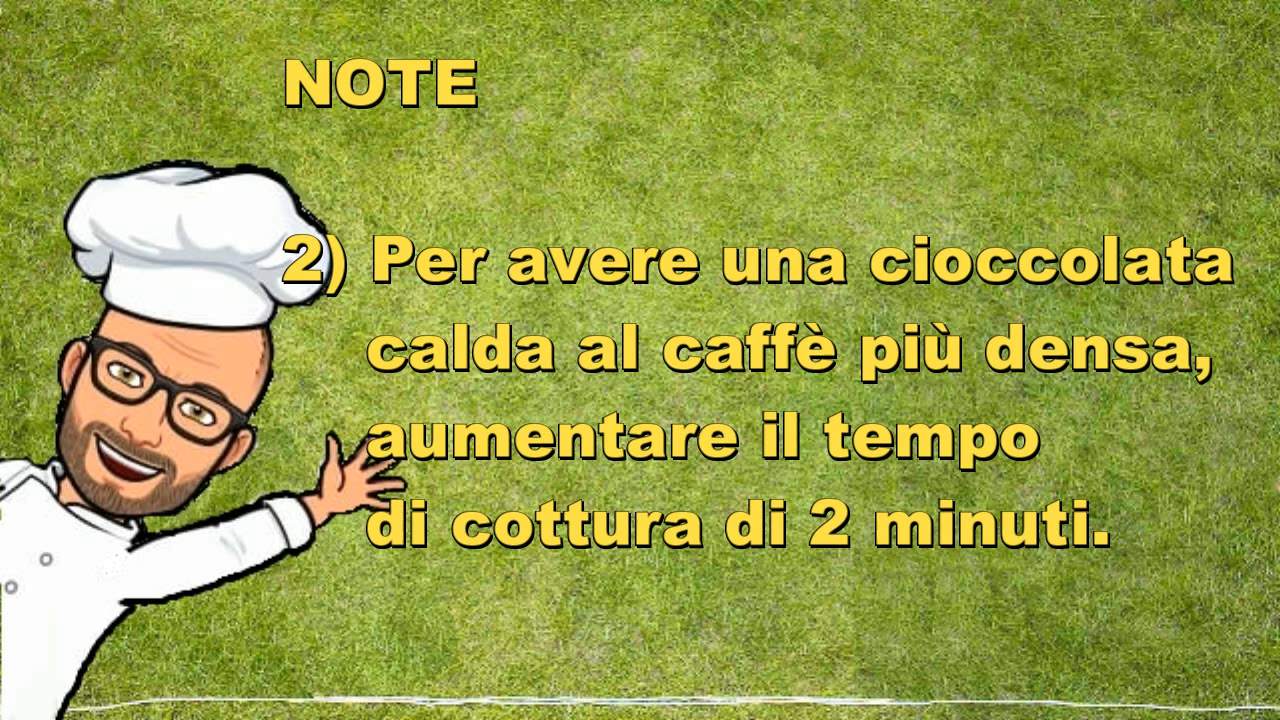 NOTE
2) Per avere una cioccolata
calda al caffè più densa,
aumentare il tempo
di cottura di 2 minuti.